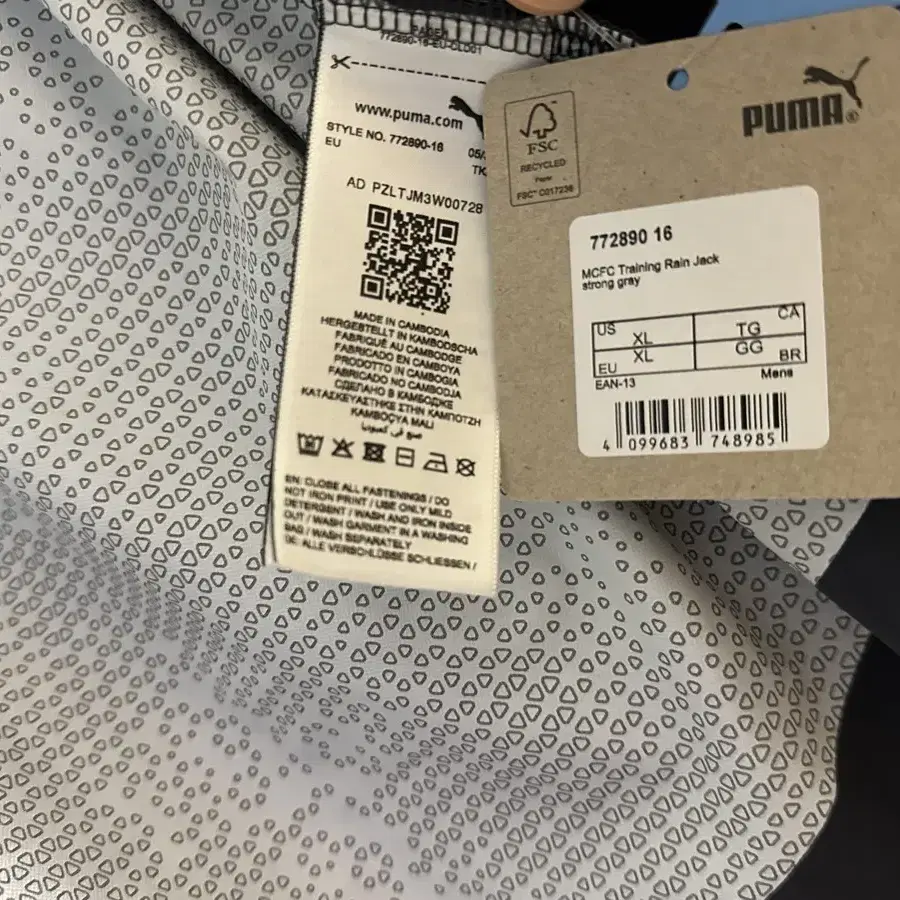 772890-16-EU-CLO01
www.puma.com
STYLE NO. 772890-16
EU
AD PZLTJM3W00728
MADE IN CAMBODIA
HERGESTELLT IN KAMBODSCHA
FABRIQUÉ AU CAMBODGE
FABRICADO EN CAMBOYA
PRODOTTO IN CAMBOGIA
FABRICADO NO CAMBODJA
СДЕЛАНО В КАМБОДЖЕ
ΚΑΤΑΣΚΕΥΑΣΤΗΚΕ ΣΤΗΝ ΚΑΜΠΟΤΖΗ
KAMBOÇYA MALI
صنع في كمبوديا
EN: CLOSE ALL FASTENINGS / DO
NOT IRON PRINT / USE ONLY MILD
DETERGENT / WASH AND IRON INSIDE
OUT / WASH GARMENT IN A WASHING
BAG / WASH SEPARATELY
DE: ALLE VERSCHLÜSSE SCHLIESSEN /
FSC
RECYCLED
Paper
FSC® C017236
PUMA®
772890 16
MCFC Training Rain Jack
strong gray
US XL TG CA
EU XL GG BR
EAN-13 Mens
4 099683 748985